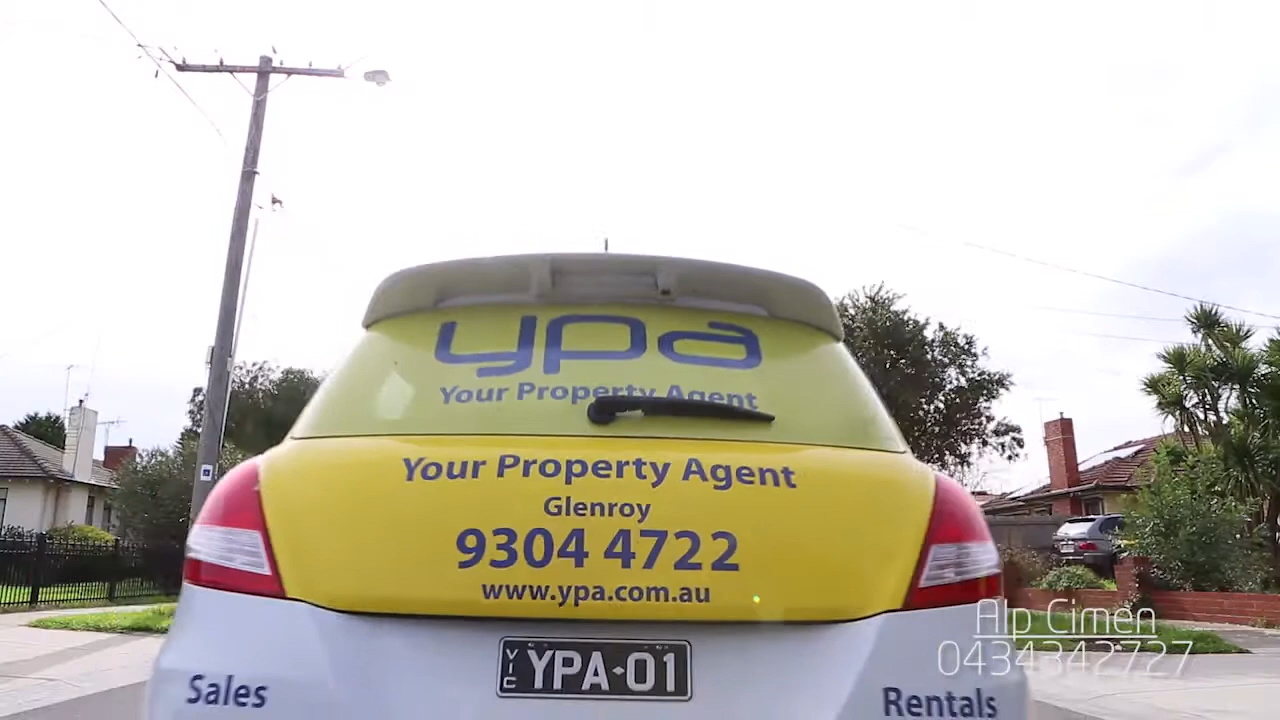 ypa
Your Property Agent
Your Property Agent
Glenroy
9304 4722
www.ypa.com.au
VIC YPA·01
Sales
Rentals
Alp Cimen
0434342727